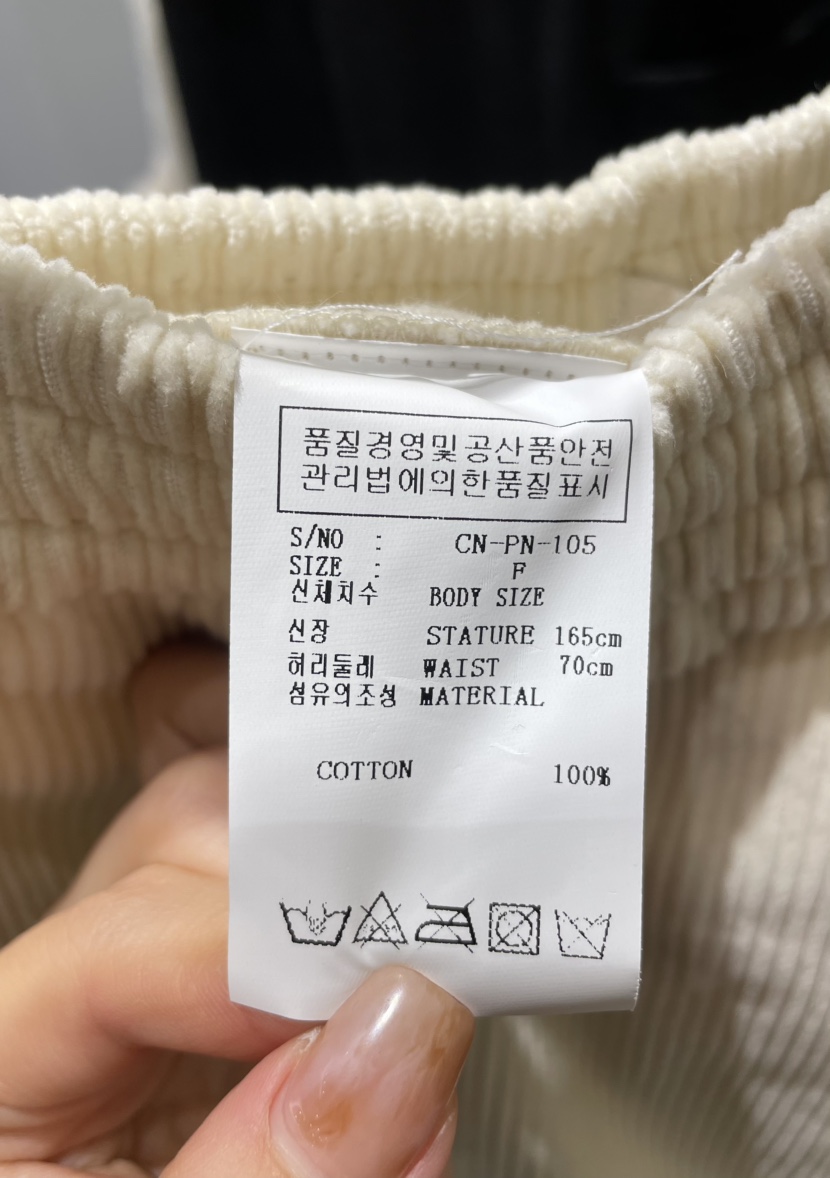 품질경영및공산품안전
관리법에의한품질표시
S/NO : CN-PN-105
SIZE : F
신체치수 BODY SIZE
신장 STATURE 165cm
허리둘레 WAIST 70cm
섬유의조성 MATERIAL
COTTON 100%